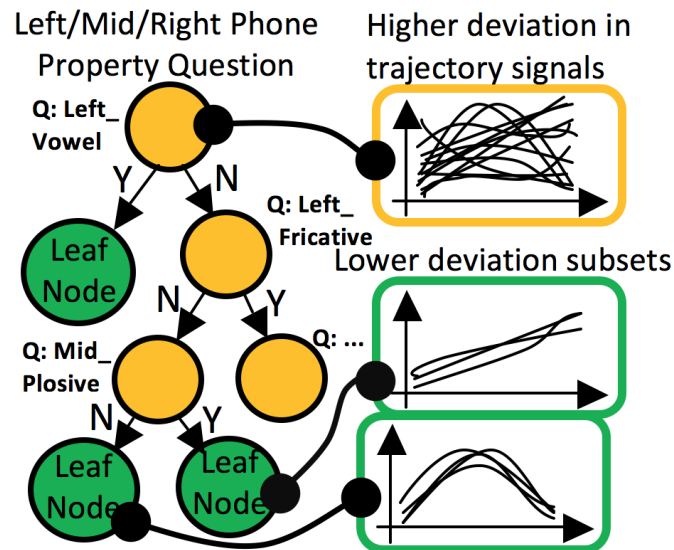 Left/Mid/Right Phone
Property Question
Higher deviation in
trajectory signals
Q: Left_
Vowel
Y
N
Q: Left_
Fricative
Leaf
Node
Lower deviation subsets
N
Y
Q: Mid_
Plosive
Q: ...
N
Y
Leaf
Node
Leaf
Node